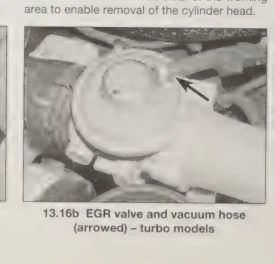 area to enable removal of the cylinder head.
13.16b EGR valve and vacuum hose
(arrowed) – turbo models